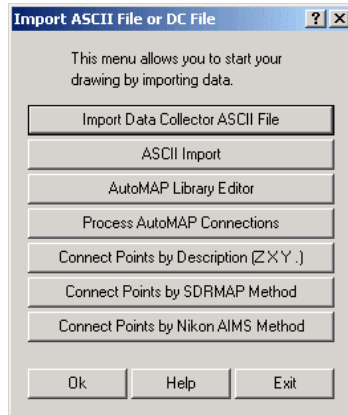 Import ASCII File or DC File
This menu allows you to start your
drawing by importing data.
Import Data Collector ASCII File
ASCII Import
AutoMAP Library Editor
Process AutoMAP Connections
Connect Points by Description (Z X Y .)
Connect Points by SDRMAP Method
Connect Points by Nikon AIMS Method
Ok Help Exit